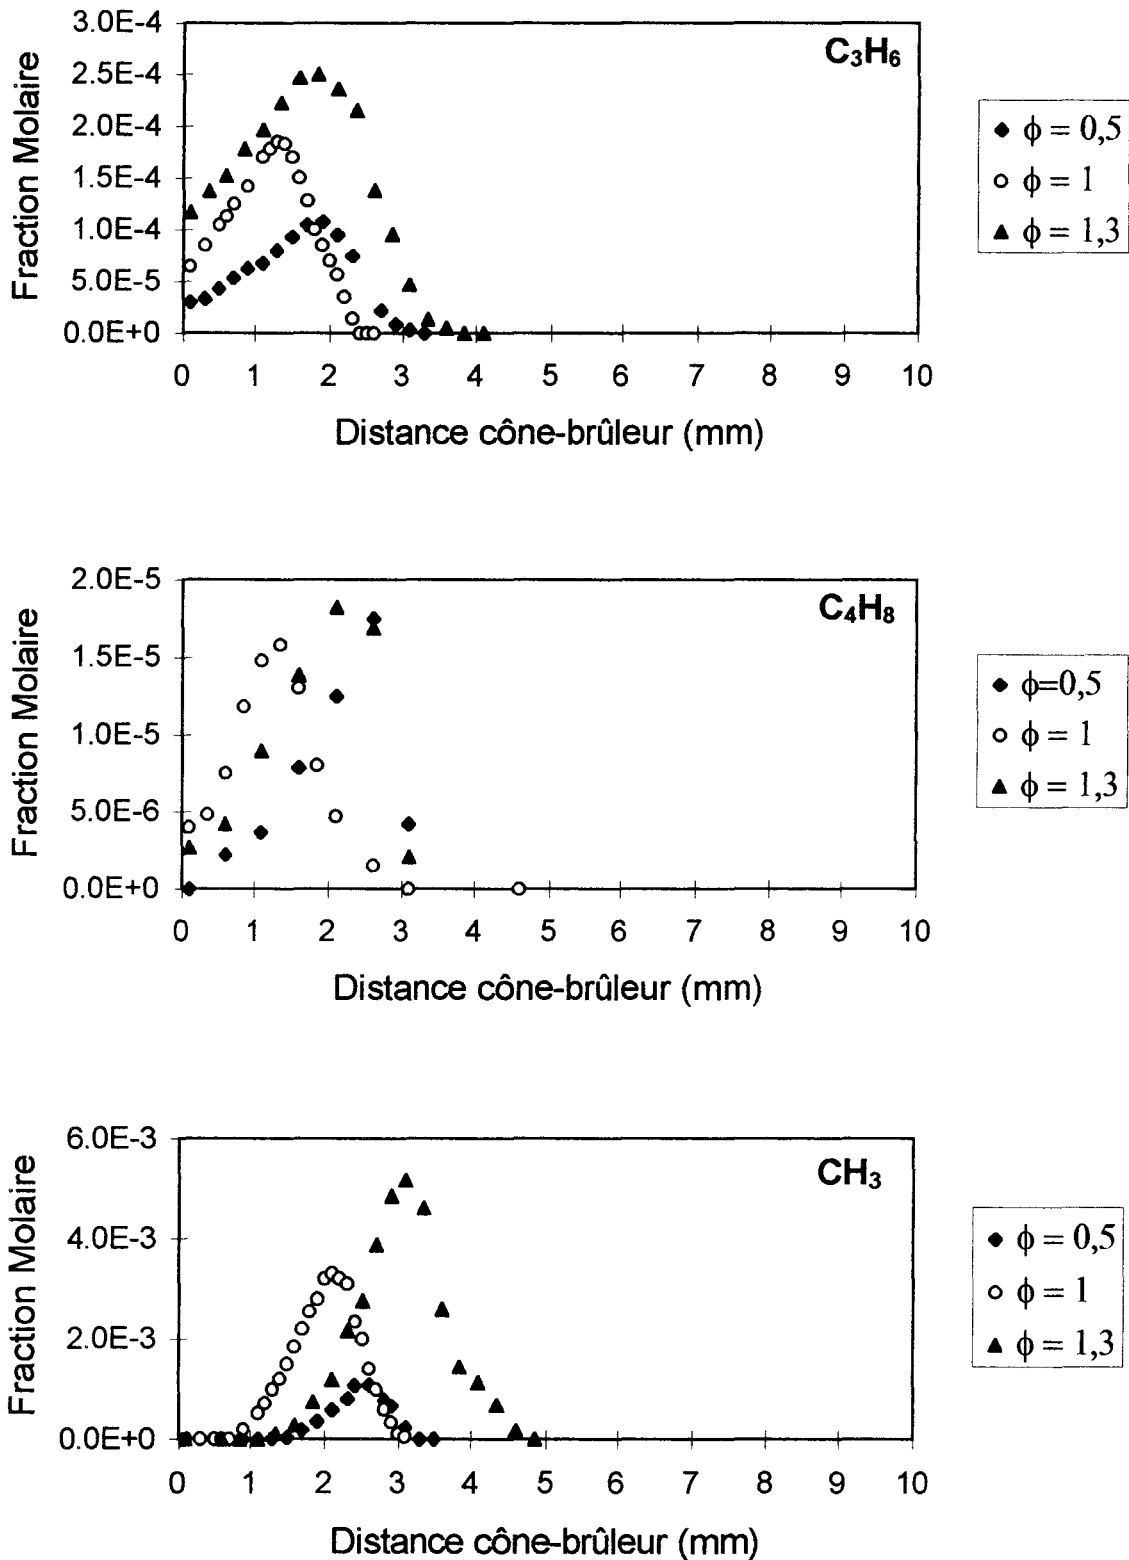 3.0E-4
2.5E-4
2.0E-4
1.5E-4
1.0E-4
5.0E-5
0.0E+0
Fraction Molaire
C₃H₆
0 1 2 3 4 5 6 7 8 9 10
Distance cône-brûleur (mm)
ϕ = 0,5
ϕ = 1
ϕ = 1,3
2.0E-5
1.5E-5
1.0E-5
5.0E-6
0.0E+0
Fraction Molaire
C₄H₈
0 1 2 3 4 5 6 7 8 9 10
Distance cône-brûleur (mm)
ϕ=0,5
ϕ = 1
ϕ = 1,3
6.0E-3
4.0E-3
2.0E-3
0.0E+0
Fraction Molaire
CH₃
0 1 2 3 4 5 6 7 8 9 10
Distance cône-brûleur (mm)
ϕ = 0,5
ϕ = 1
ϕ = 1,3